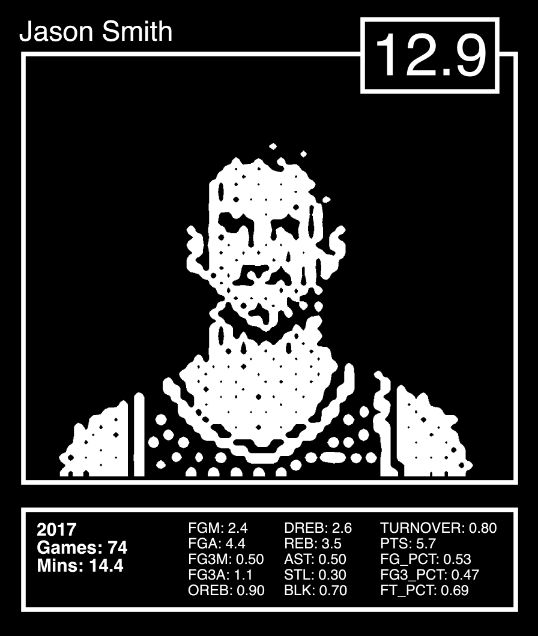 Jason Smith
12.9
2017
Games: 74
Mins: 14.4
FGM: 2.4
FGA: 4.4
FG3M: 0.50
FG3A: 1.1
OREB: 0.90
DREB: 2.6
REB: 3.5
AST: 0.50
STL: 0.30
BLK: 0.70
TURNOVER: 0.80
PTS: 5.7
FG_PCT: 0.53
FG3_PCT: 0.47
FT_PCT: 0.69